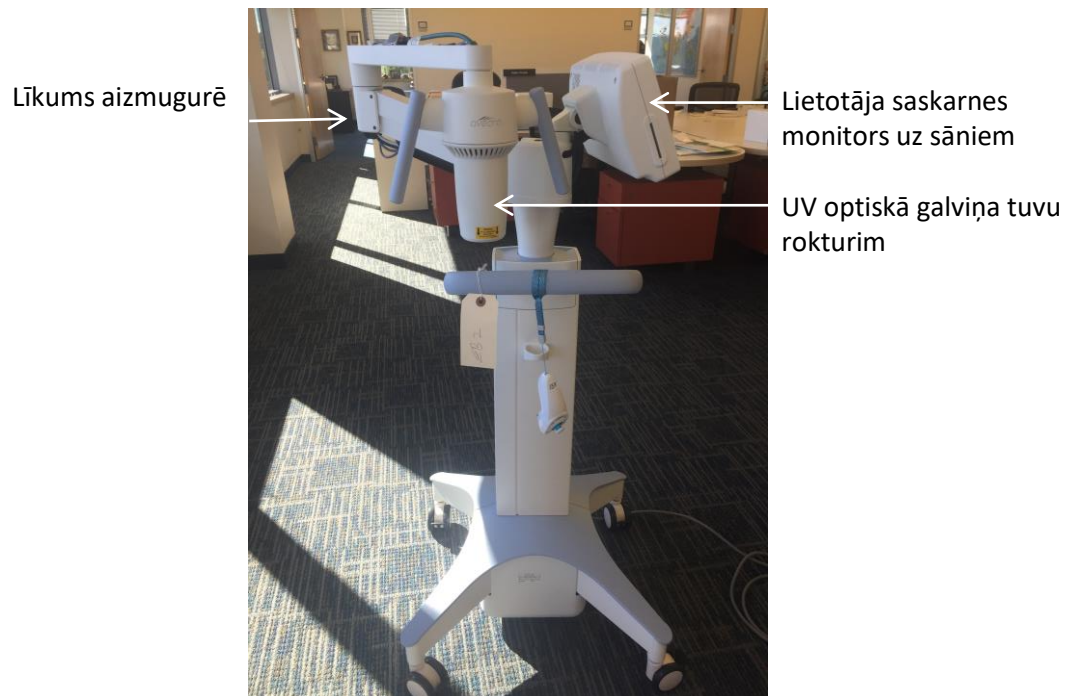 Līkums aizmugurē
Lietotāja saskarnes
monitors uz sāniem
UV optiskā galviņa tuvu
rokturim